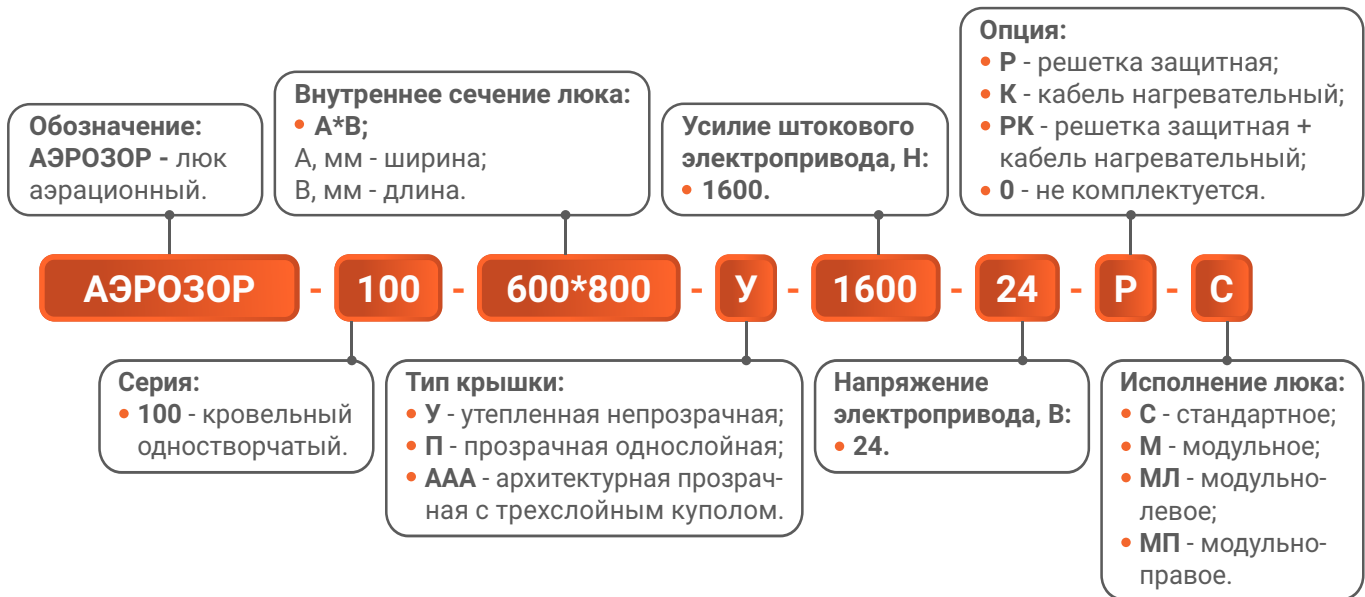 Обозначение:
АЭРОЗОР - люк
аэрационный.
Внутреннее сечение люка:
• A*B;
А, мм - ширина;
В, мм - длина.
Усилие штокового
электропривода, Н:
• 1600.
Опция:
• Р - решетка защитная;
• К - кабель нагревательный;
• РК - решетка защитная +
кабель нагревательный;
• 0 - не комплектуется.
АЭРОЗОР - 100 - 600*800 - У - 1600 - 24 - Р - С
Серия:
• 100 - кровельный
одностворчатый.
Тип крышки:
• У - утепленная непрозрачная;
• П - прозрачная однослойная;
• ААА - архитектурная прозрач-
ная с трехслойным куполом.
Напряжение
электропривода, В:
• 24.
Исполнение люка:
• С - стандартное;
• М - модульное;
• МЛ - модульно-
левое;
• МП - модульно-
правое.